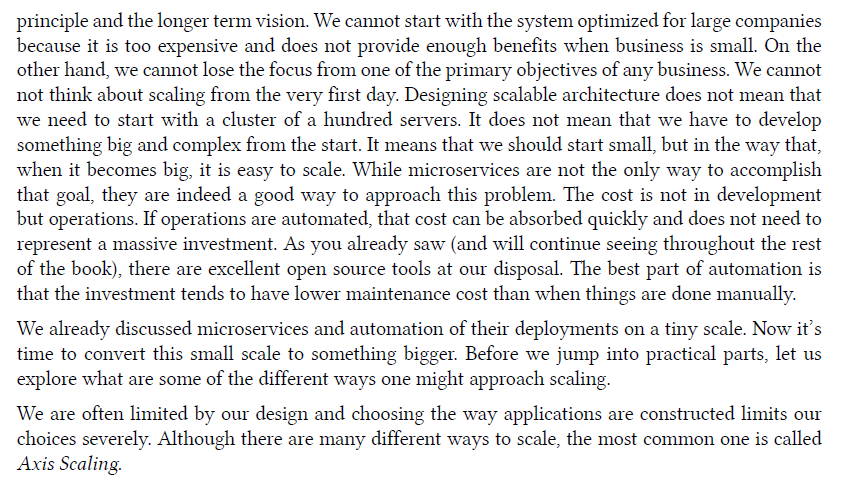 principle and the longer term vision. We cannot start with the system optimized for large companies
because it is too expensive and does not provide enough benefits when business is small. On the
other hand, we cannot lose the focus from one of the primary objectives of any business. We cannot
not think about scaling from the very first day. Designing scalable architecture does not mean that
we need to start with a cluster of a hundred servers. It does not mean that we have to develop
something big and complex from the start. It means that we should start small, but in the way that,
when it becomes big, it is easy to scale. While microservices are not the only way to accomplish
that goal, they are indeed a good way to approach this problem. The cost is not in development
but operations. If operations are automated, that cost can be absorbed quickly and does not need to
represent a massive investment. As you already saw (and will continue seeing throughout the rest
of the book), there are excellent open source tools at our disposal. The best part of automation is
that the investment tends to have lower maintenance cost than when things are done manually.
We already discussed microservices and automation of their deployments on a tiny scale. Now it’s
time to convert this small scale to something bigger. Before we jump into practical parts, let us
explore what are some of the different ways one might approach scaling.
We are often limited by our design and choosing the way applications are constructed limits our
choices severely. Although there are many different ways to scale, the most common one is called
Axis Scaling.